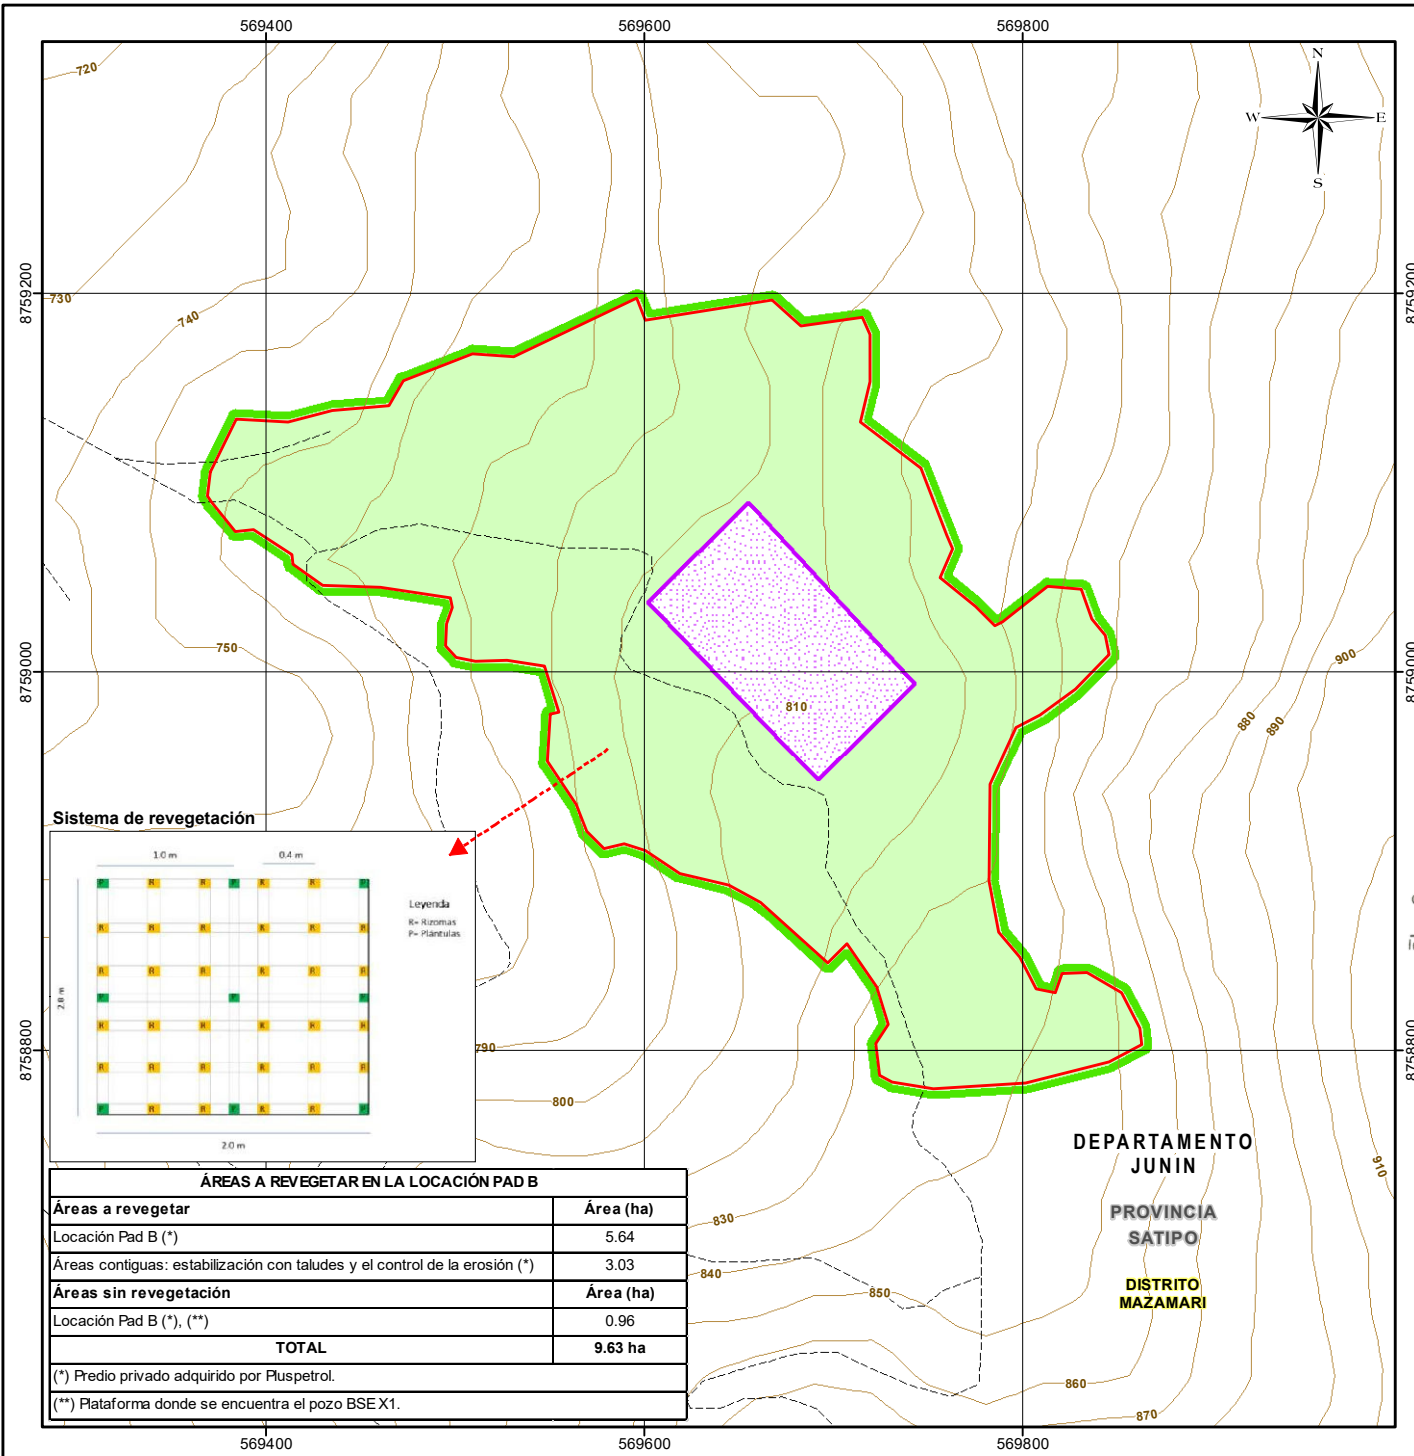 569400 569600 569800
N
W E
S
720
8759200 8759200
730
740
750
8759000 8759000
900
880
890
810
Sistema de revegetación
1.0 m 0.4 m
P R R P R R P
Leyenda
R= Rizomas
P= Plántulas
R R R R R R
R R R R R R
2.0 m
P P P
R R R R R R
R R R R R R
P R R P R R P
2.0 m
790
8758800 8758800
800
DEPARTAMENTO
JUNIN
910
PROVINCIA
SATIPO
DISTRITO
MAZAMARI
830
840
850
860
870
ÁREAS A REVEGETAR EN LA LOCACIÓN PAD B
Áreas a revegetar Área (ha)
Locación Pad B (*) 5.64
Áreas contiguas: estabilización con taludes y el control de la erosión (*) 3.03
Áreas sin revegetación Área (ha)
Locación Pad B (*), (**) 0.96
TOTAL 9.63 ha
(*) Predio privado adquirido por Pluspetrol.
(**) Plataforma donde se encuentra el pozo BSE X1.
569400 569600 569800